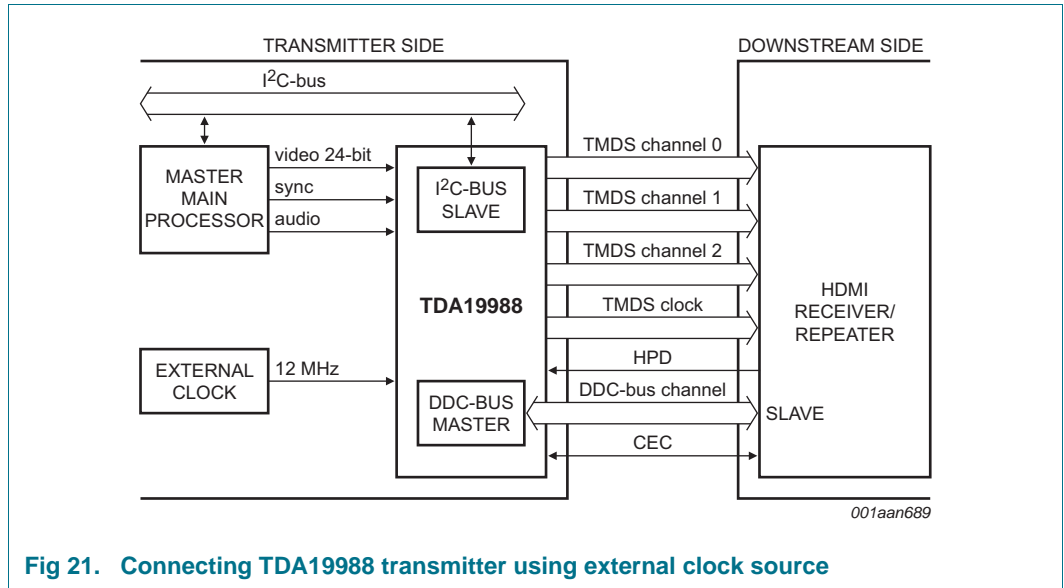 TRANSMITTER SIDE
DOWNSTREAM SIDE
I2C-bus
MASTER
MAIN
PROCESSOR
video 24-bit
sync
audio
I2C-BUS
SLAVE
TDA19988
EXTERNAL
CLOCK
12 MHz
DDC-BUS
MASTER
TMDS channel 0
TMDS channel 1
TMDS channel 2
TMDS clock
HPD
DDC-bus channel
CEC
HDMI
RECEIVER/
REPEATER
SLAVE
001aan689
Fig 21. Connecting TDA19988 transmitter using external clock source